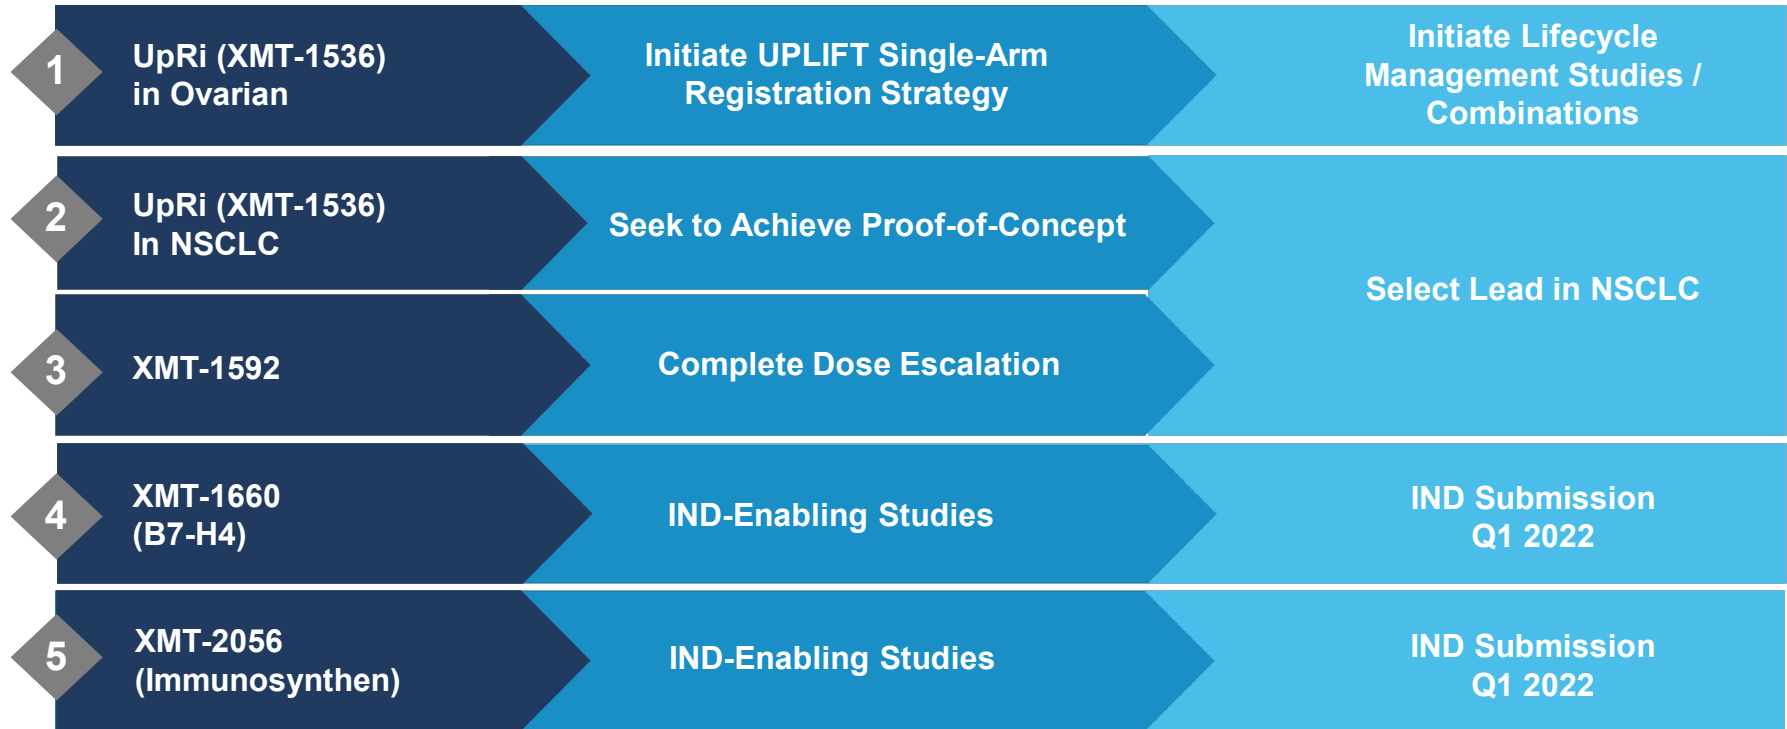 1
UpRi (XMT-1536)
in Ovarian
Initiate UPLIFT Single-Arm
Registration Strategy
Initiate Lifecycle
Management Studies /
Combinations
2
UpRi (XMT-1536)
In NSCLC
Seek to Achieve Proof-of-Concept
Select Lead in NSCLC
3
XMT-1592
Complete Dose Escalation
4
XMT-1660
(B7-H4)
IND-Enabling Studies
IND Submission
Q1 2022
5
XMT-2056
(Immunosynthen)
IND-Enabling Studies
IND Submission
Q1 2022